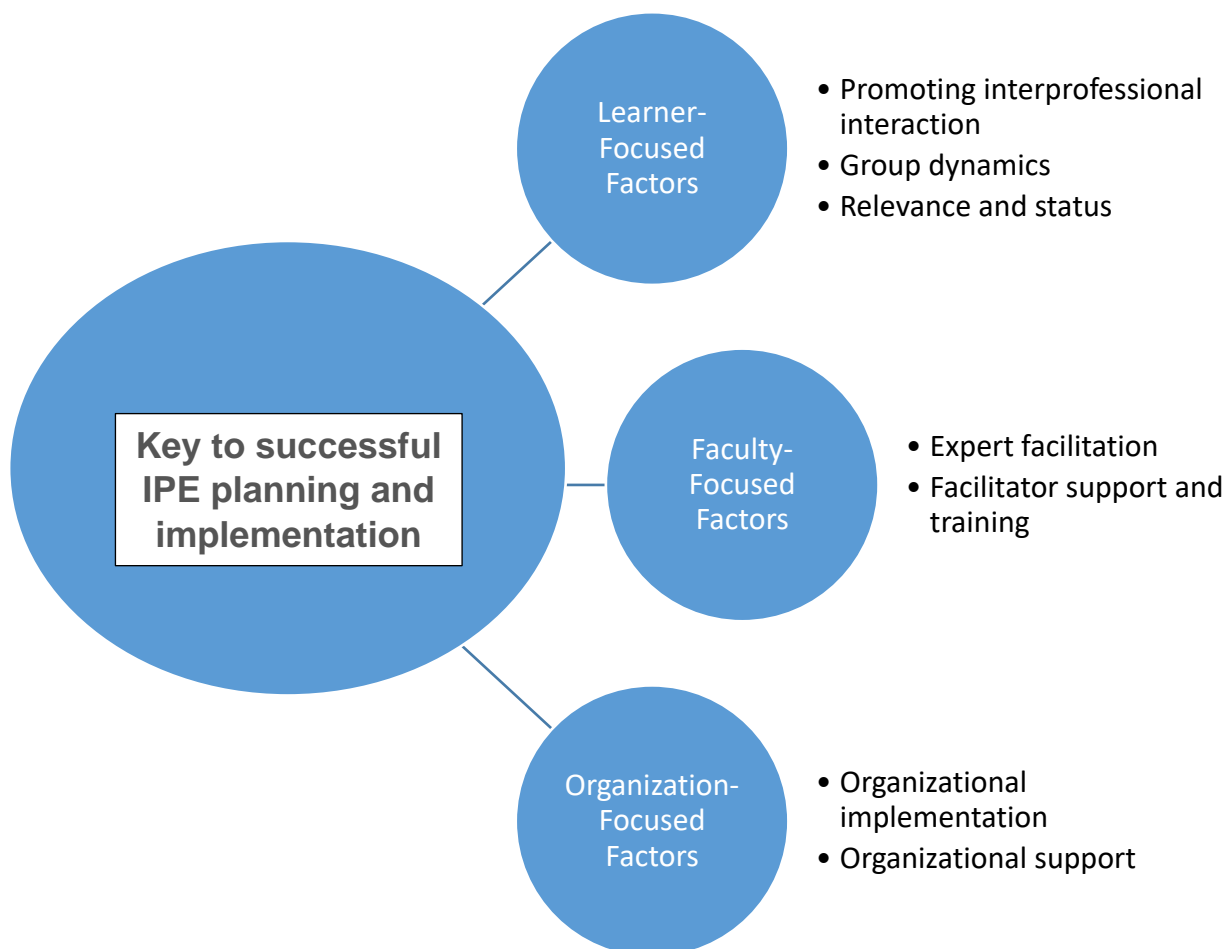 Learner-
Focused
Factors
• Promoting interprofessional
interaction
• Group dynamics
• Relevance and status
Key to successful
IPE planning and
implementation
Faculty-
Focused
Factors
• Expert facilitation
• Facilitator support and
training
Organization-
Focused
Factors
• Organizational
implementation
• Organizational support